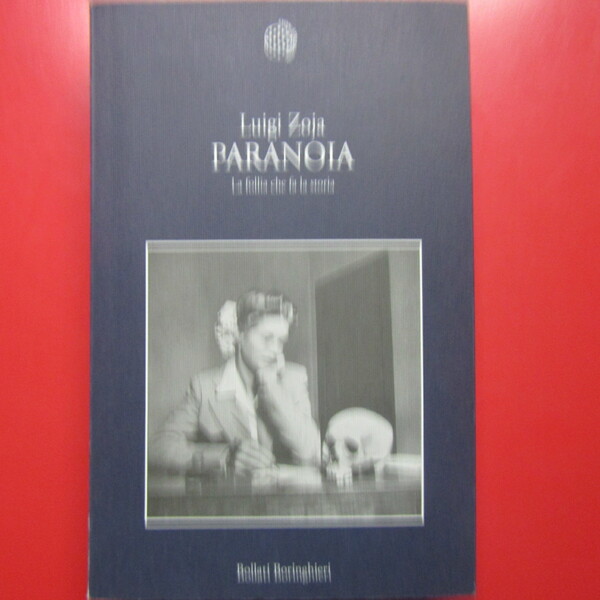 Luigi Zoja
PARANOIA
La follia che fa la storia
Bollati Boringhieri